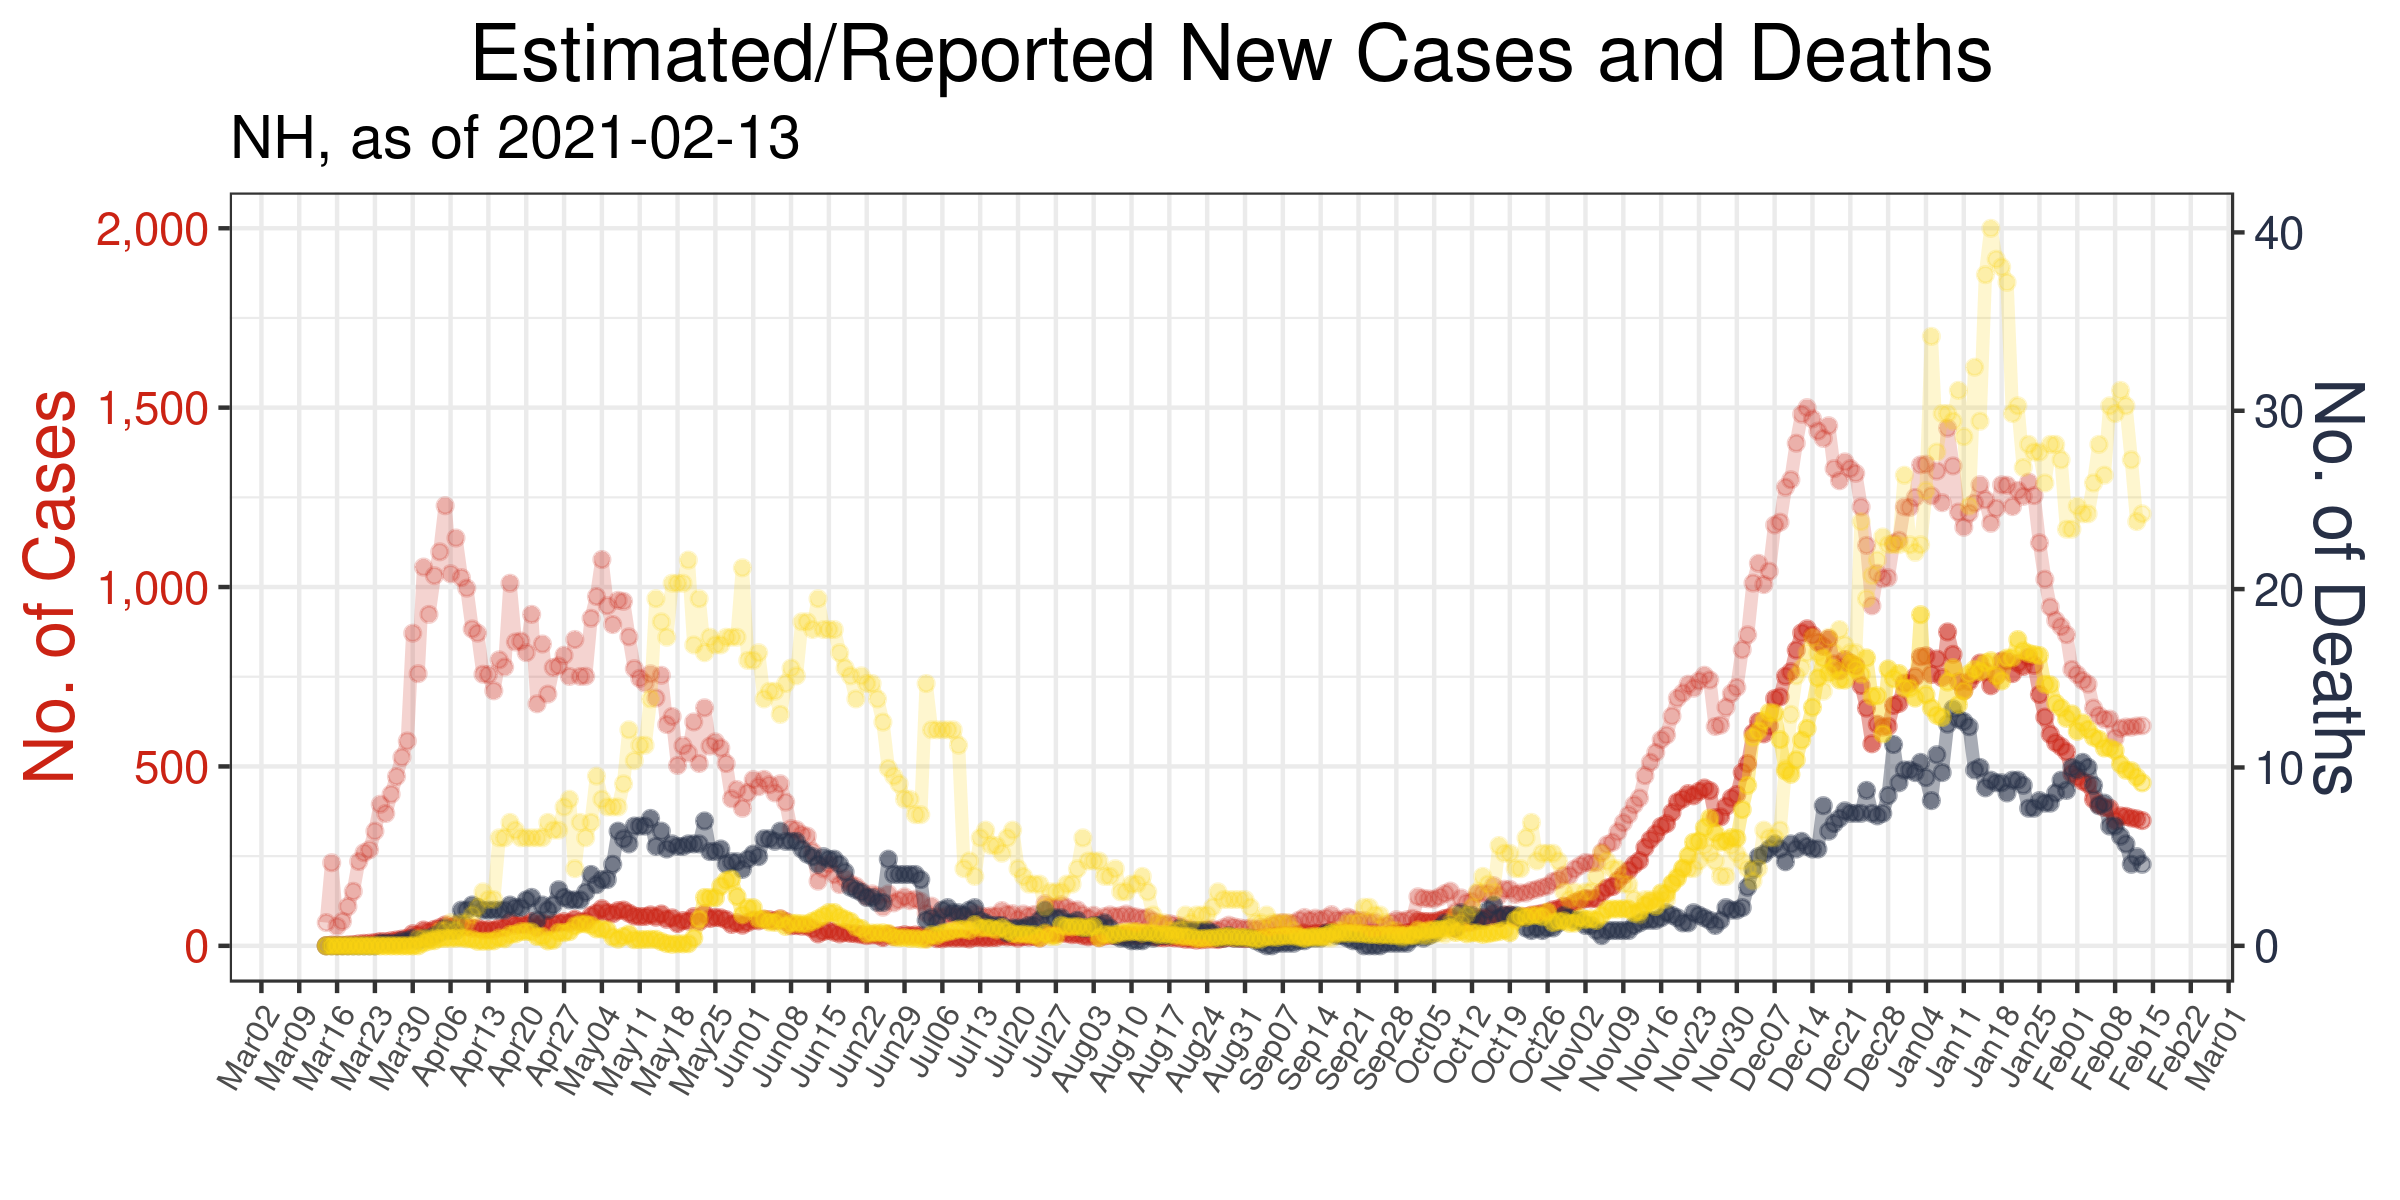 Estimated/Reported New Cases and Deaths
NH, as of 2021-02-13
No. of Cases
2,000
1,500
1,000
500
0
40
30
20
10
0
No. of Deaths
Mar02
Mar09
Mar16
Mar23
Mar30
Apr06
Apr13
Apr20
Apr27
May04
May11
May18
May25
Jun01
Jun08
Jun15
Jun22
Jun29
Jul06
Jul13
Jul20
Jul27
Aug03
Aug10
Aug17
Aug24
Aug31
Sep07
Sep14
Sep21
Sep28
Oct05
Oct12
Oct19
Oct26
Nov02
Nov09
Nov16
Nov23
Nov30
Dec07
Dec14
Dec21
Dec28
Jan04
Jan11
Jan18
Jan25
Feb01
Feb08
Feb15
Feb22
Mar01